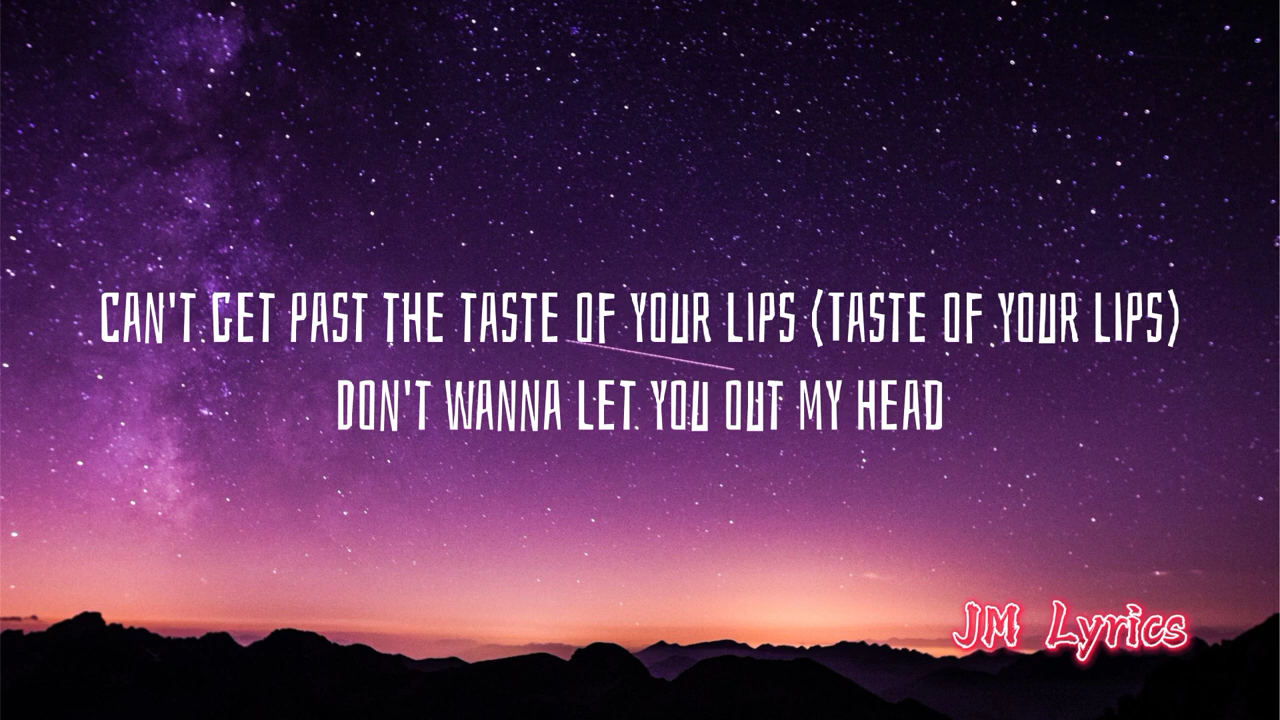 CAN'T GET PAST THE TASTE OF YOUR LIPS (TASTE OF YOUR LIPS)
DON'T WANNA LET YOU OUT MY HEAD
JM Lyrics